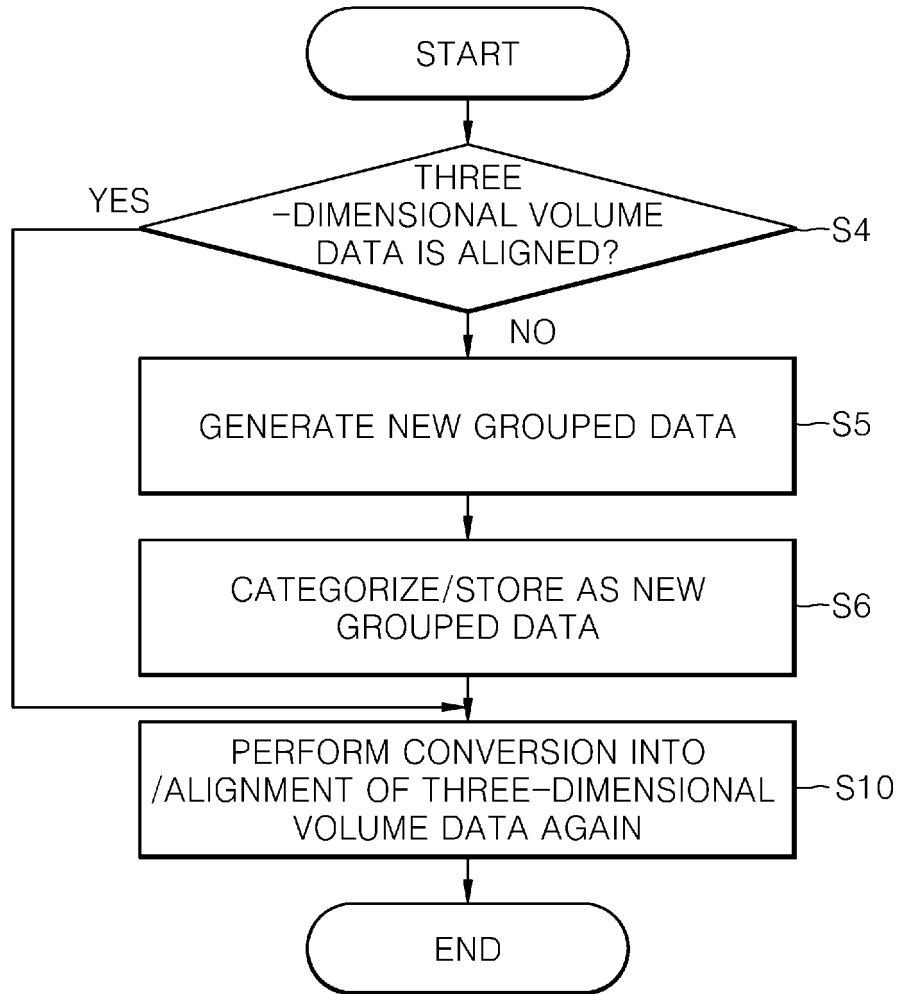 START
THREE
-DIMENSIONAL VOLUME
DATA IS ALIGNED?
YES
S4
NO
GENERATE NEW GROUPED DATA
S5
CATEGORIZE/STORE AS NEW
GROUPED DATA
S6
PERFORM CONVERSION INTO
/ALIGNMENT OF THREE-DIMENSIONAL
VOLUME DATA AGAIN
S10
END